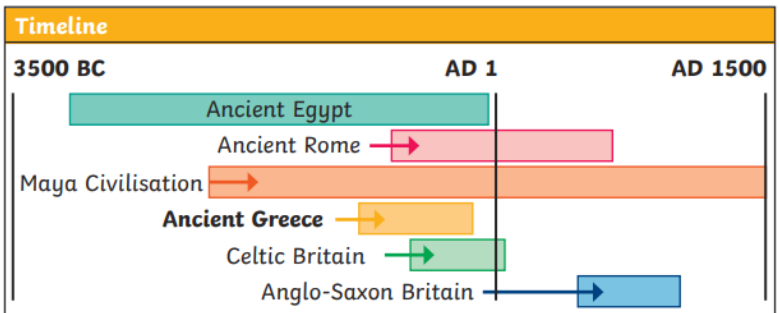 Timeline
3500 BC AD 1 AD 1500
Ancient Egypt
Ancient Rome
Maya Civilisation
Ancient Greece
Celtic Britain
Anglo-Saxon Britain